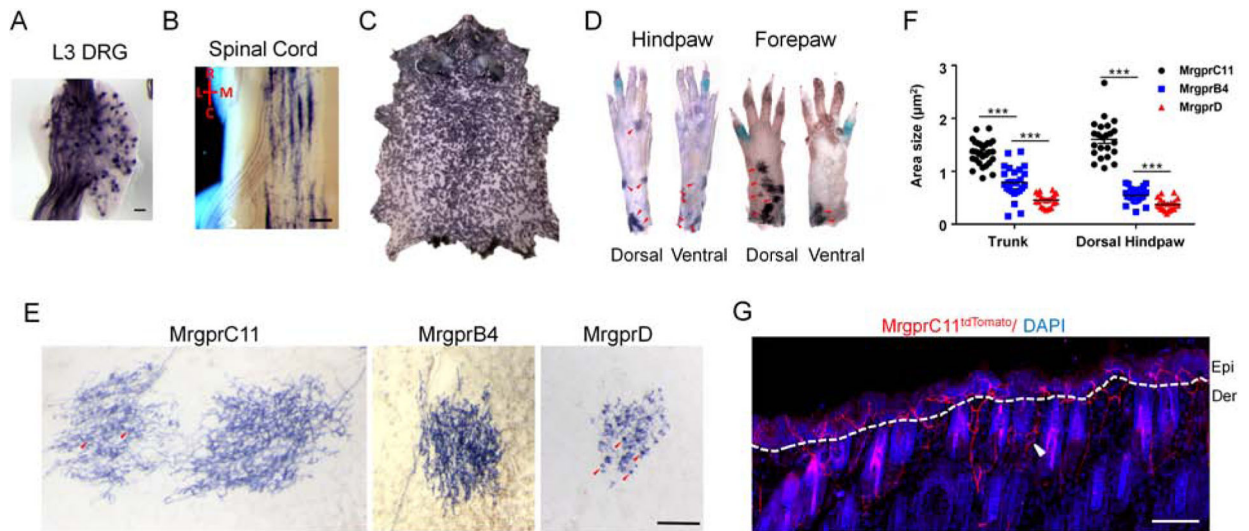 A
L3 DRG
B
Spinal Cord
R
L M
C
C
D
Hindpaw Forepaw
Dorsal Ventral Dorsal Ventral
E
MrgprC11 MrgprB4 MrgprD
F
Area size (μm²)
3
2
1
0
*** *** *** ***
Trunk Dorsal Hindpaw
MrgprC11
MrgprB4
MrgprD
G
MrgprC11tdTomato/ DAPI
Epi
Der